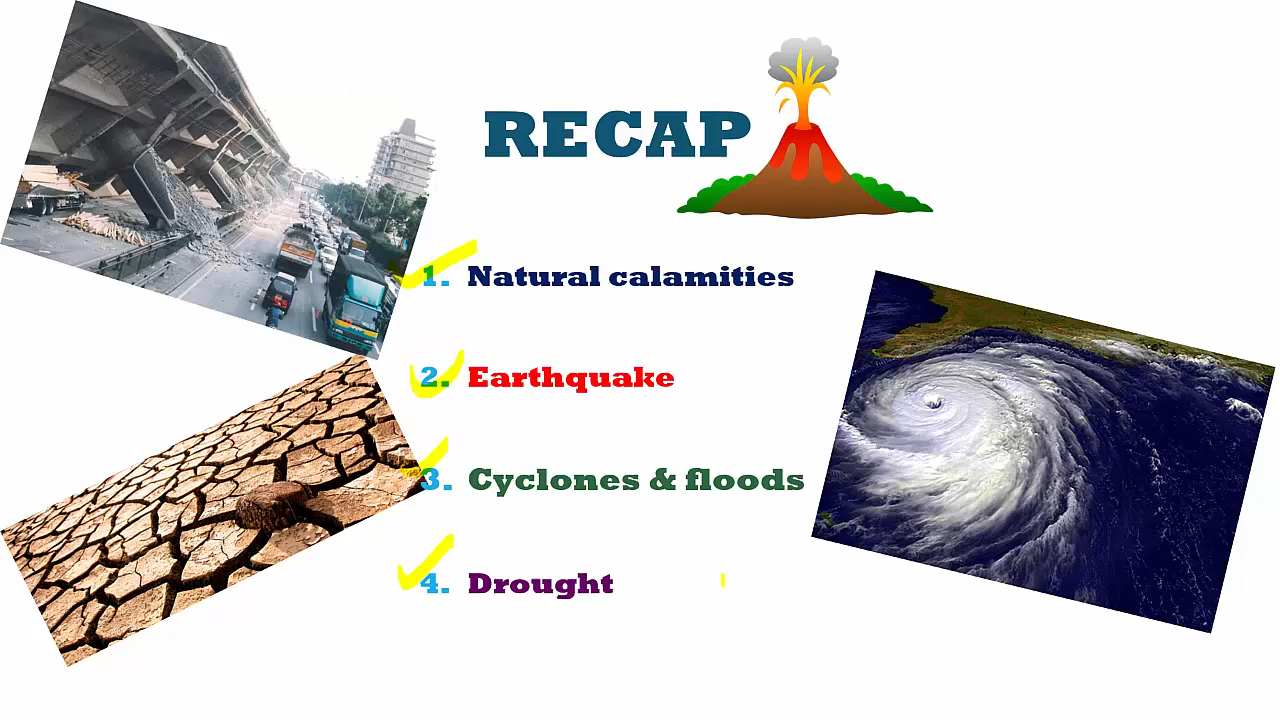 RECAP
1. Natural calamities
2. Earthquake
3. Cyclones & floods
4. Drought